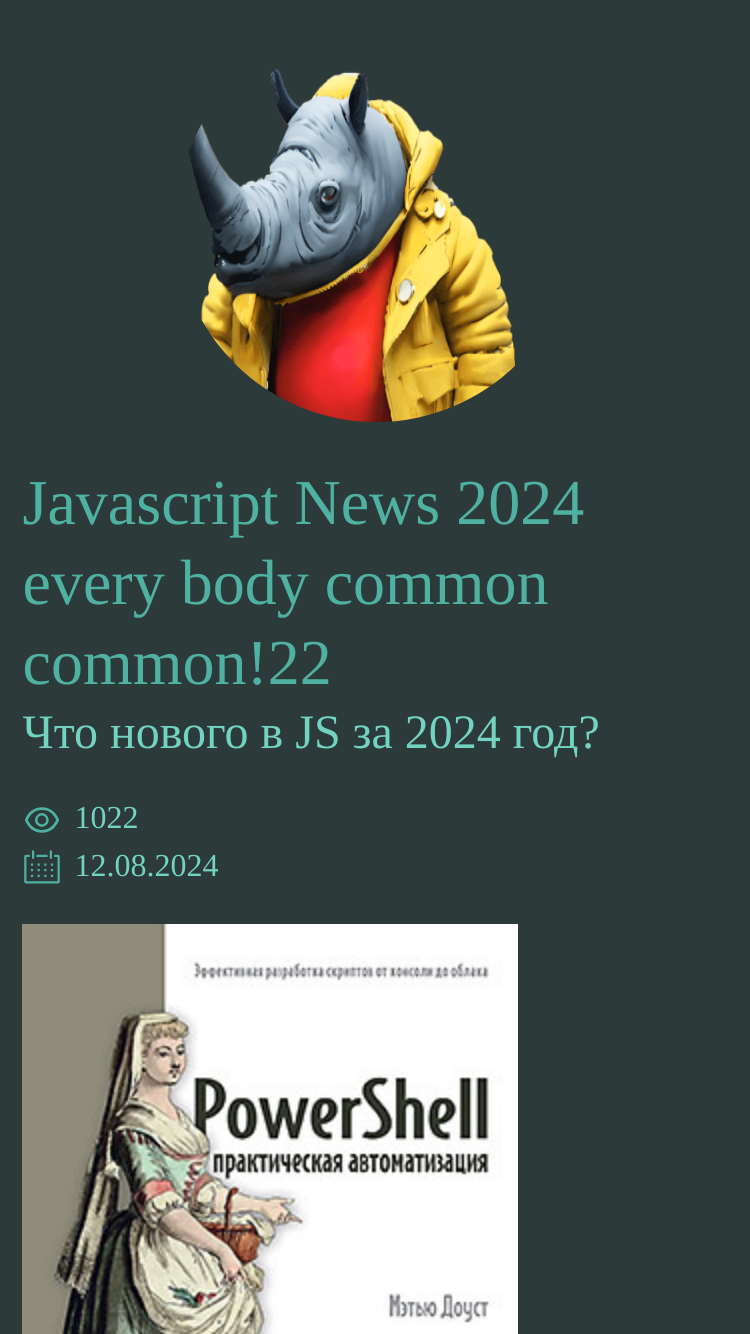 Javascript News 2024
every body common
common!22
Что нового в JS за 2024 год?
1022
12.08.2024
Эффективная разработка скриптов от консоли до облака
PowerShell
практическая автоматизация
Мэтью Доуст